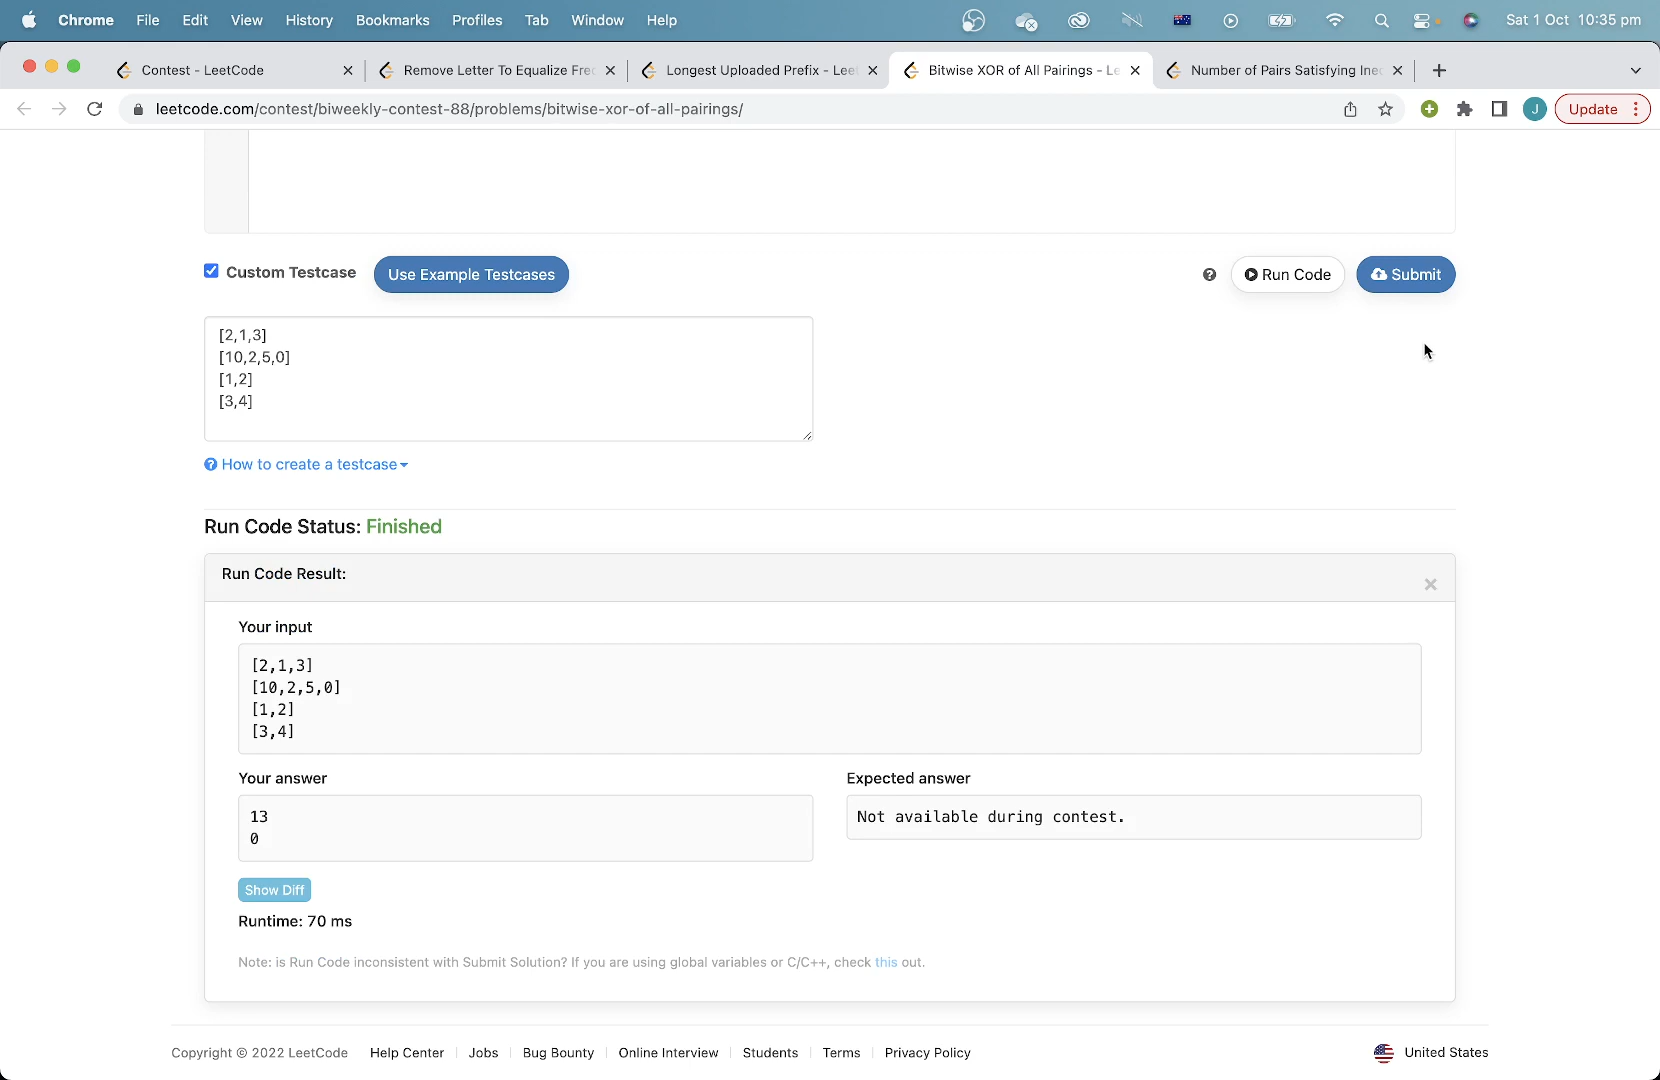 Chrome File Edit View History Bookmarks Profiles Tab Window Help Sat 1 Oct 10:35 pm
Contest - LeetCode Remove Letter To Equalize Fre Longest Uploaded Prefix - Lee Bitwise XOR of All Pairings - Le Number of Pairs Satisfying Ine
leetcode.com/contest/biweekly-contest-88/problems/bitwise-xor-of-all-pairings/ J Update
Custom Testcase Use Example Testcases Run Code Submit
[2,1,3]
[10,2,5,0]
[1,2]
[3,4]
How to create a testcase
Run Code Status: Finished
Run Code Result:
Your input
[2,1,3]
[10,2,5,0]
[1,2]
[3,4]
Your answer Expected answer
13 Not available during contest.
0
Show Diff
Runtime: 70 ms
Note: is Run Code inconsistent with Submit Solution? If you are using global variables or C/C++, check this out.
Copyright © 2022 LeetCode Help Center Jobs Bug Bounty Online Interview Students Terms Privacy Policy United States